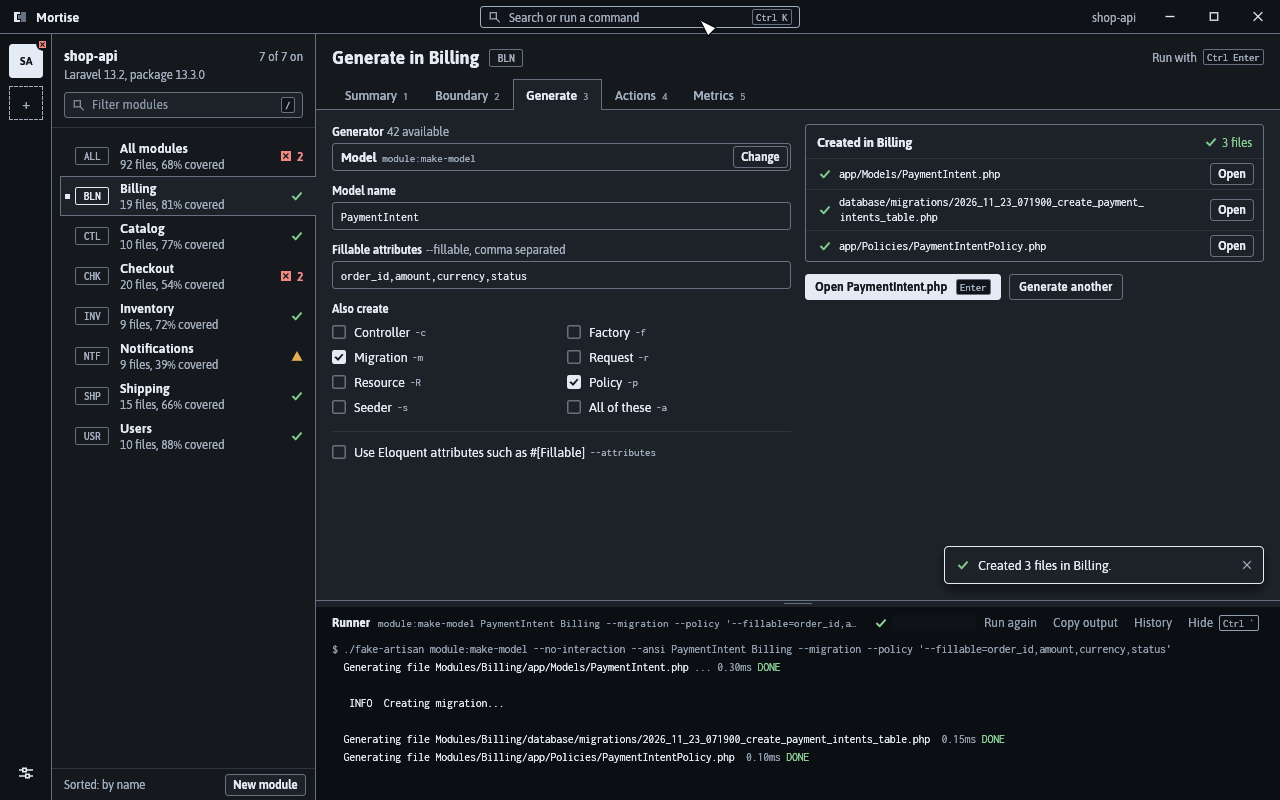 Mortise
Search or run a command
Ctrl K
shop-api
SA
+
shop-api
7 of 7 on
Laravel 13.2, package 13.3.0
Filter modules
/
ALL
All modules
92 files, 68% covered
2
BLN
Billing
19 files, 81% covered
CTL
Catalog
10 files, 77% covered
CHK
Checkout
20 files, 54% covered
2
INV
Inventory
9 files, 72% covered
NTF
Notifications
9 files, 39% covered
SHP
Shipping
15 files, 66% covered
USR
Users
10 files, 88% covered
Sorted: by name
New module
Generate in Billing
BLN
Run with
Ctrl Enter
Summary 1
Boundary 2
Generate 3
Actions 4
Metrics 5
Generator 42 available
Model module:make-model
Change
Model name
PaymentIntent
Fillable attributes --fillable, comma separated
order_id,amount,currency,status
Also create
Controller -c
Factory -f
Migration -m
Request -r
Resource -R
Policy -p
Seeder -s
All of these -a
Use Eloquent attributes such as #[Fillable] --attributes
Created in Billing
3 files
app/Models/PaymentIntent.php
Open
database/migrations/2026_11_23_071900_create_payment_
intents_table.php
Open
app/Policies/PaymentIntentPolicy.php
Open
Open PaymentIntent.php
Enter
Generate another
Created 3 files in Billing.
Runner
module:make-model PaymentIntent Billing --migration --policy '--fillable=order_id,a…
Run again
Copy output
History
Hide
Ctrl `
$ ./fake-artisan module:make-model --no-interaction --ansi PaymentIntent Billing --migration --policy '--fillable=order_id,amount,currency,status'
Generating file Modules/Billing/app/Models/PaymentIntent.php ... 0.30ms DONE
INFO  Creating migration...
Generating file Modules/Billing/database/migrations/2026_11_23_071900_create_payment_intents_table.php  0.15ms DONE
Generating file Modules/Billing/app/Policies/PaymentIntentPolicy.php  0.10ms DONE